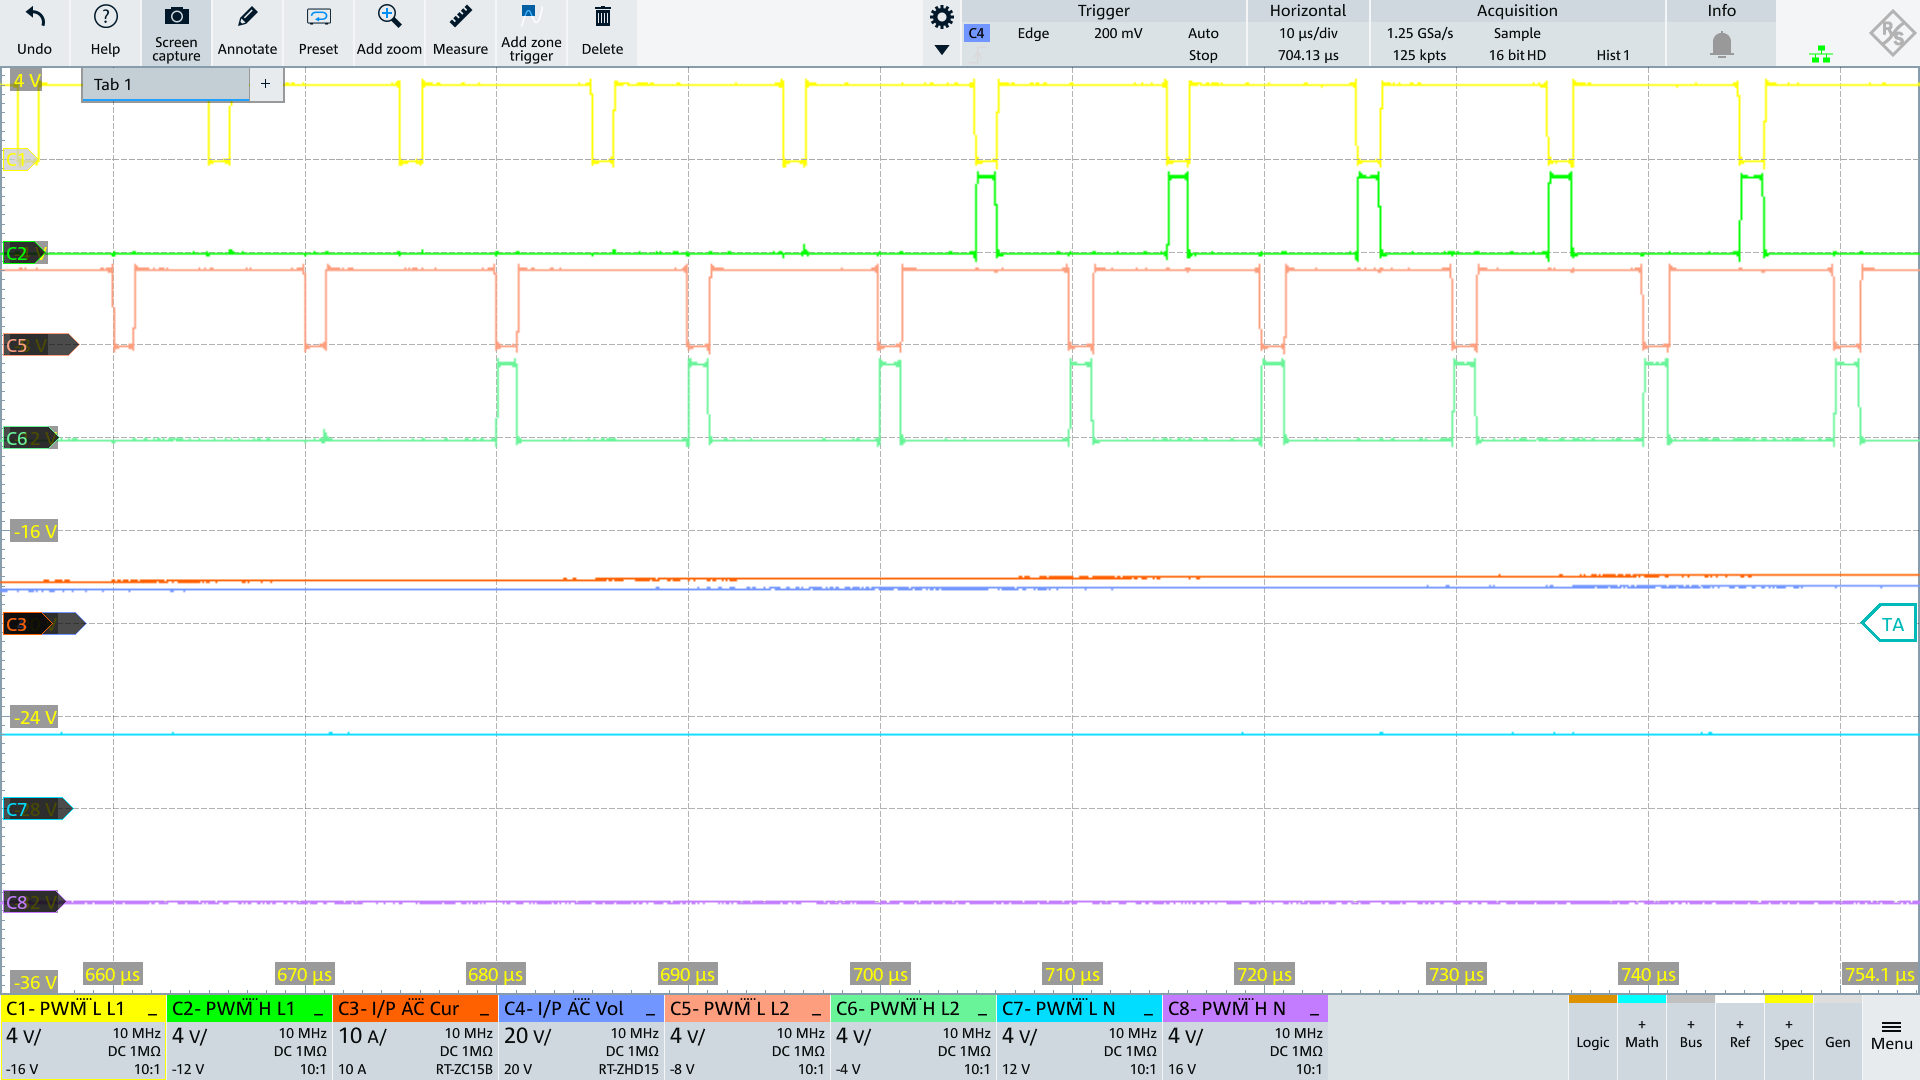 Undo
Help
Screen
capture
Annotate
Preset
Add zoom
Measure
Add zone
trigger
Delete
Trigger
C4 Edge 200 mV Auto
Stop
Horizontal
10 µs/div
704.13 µs
Acquisition
1.25 GSa/s Sample
125 kpts 16 bit HD Hist 1
Info
R S
Tab 1
+
4 V
C1
C2
C5
C6
-16 V
C3
TA
-24 V
C7
C8
-36 V
660 µs 670 µs 680 µs 690 µs 700 µs 710 µs 720 µs 730 µs 740 µs 754.1 µs
C1- PWM L L1
4 V/ 10 MHz
DC 1MΩ
-16 V 10:1
C2- PWM H L1
4 V/ 10 MHz
DC 1MΩ
-12 V 10:1
C3- I/P AC Cur
10 A/ 10 MHz
DC 1MΩ
10 A RT-ZC15B
C4- I/P AC Vol
20 V/ 10 MHz
DC 1MΩ
20 V RT-ZHD15
C5- PWM L L2
4 V/ 10 MHz
DC 1MΩ
-8 V 10:1
C6- PWM H L2
4 V/ 10 MHz
DC 1MΩ
-4 V 10:1
C7- PWM L N
4 V/ 10 MHz
DC 1MΩ
12 V 10:1
C8- PWM H N
4 V/ 10 MHz
DC 1MΩ
16 V 10:1
Logic
+
Math
+
Bus
+
Ref
+
Spec
Gen
Menu